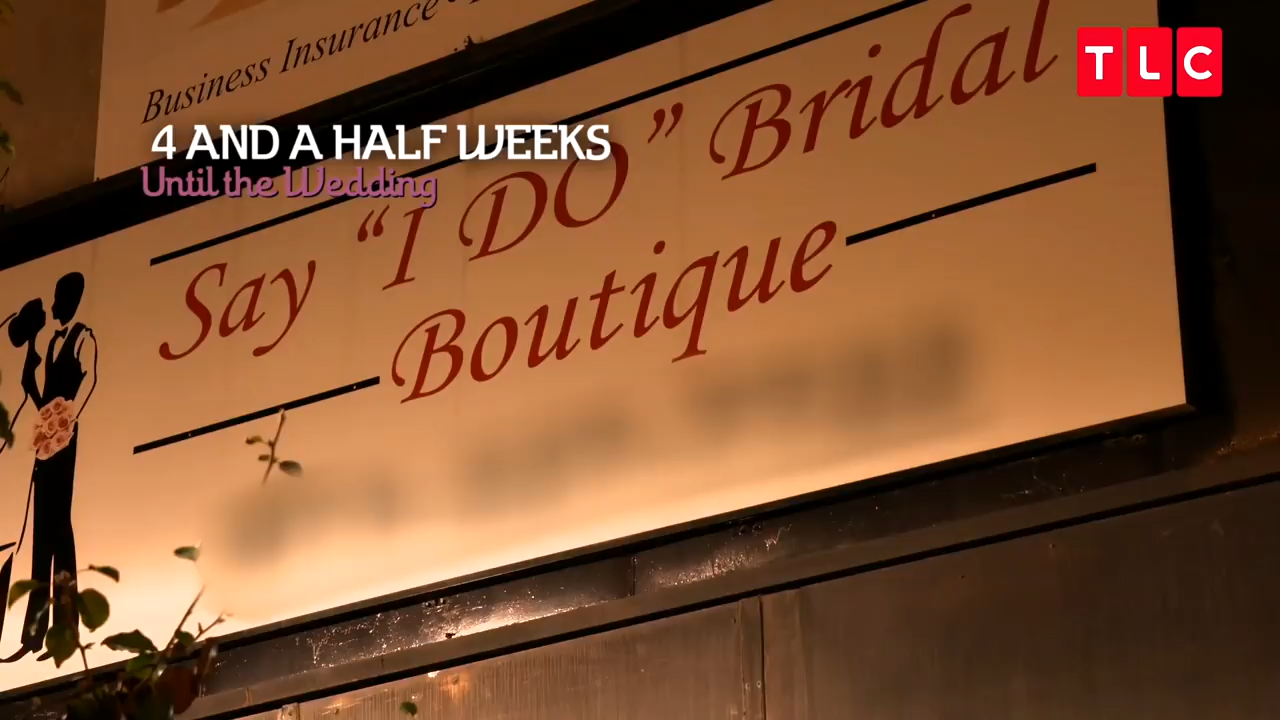 Business Insurance
TLC
4 AND A HALF WEEKS
Until the Wedding
Say “I DO” Bridal
Boutique